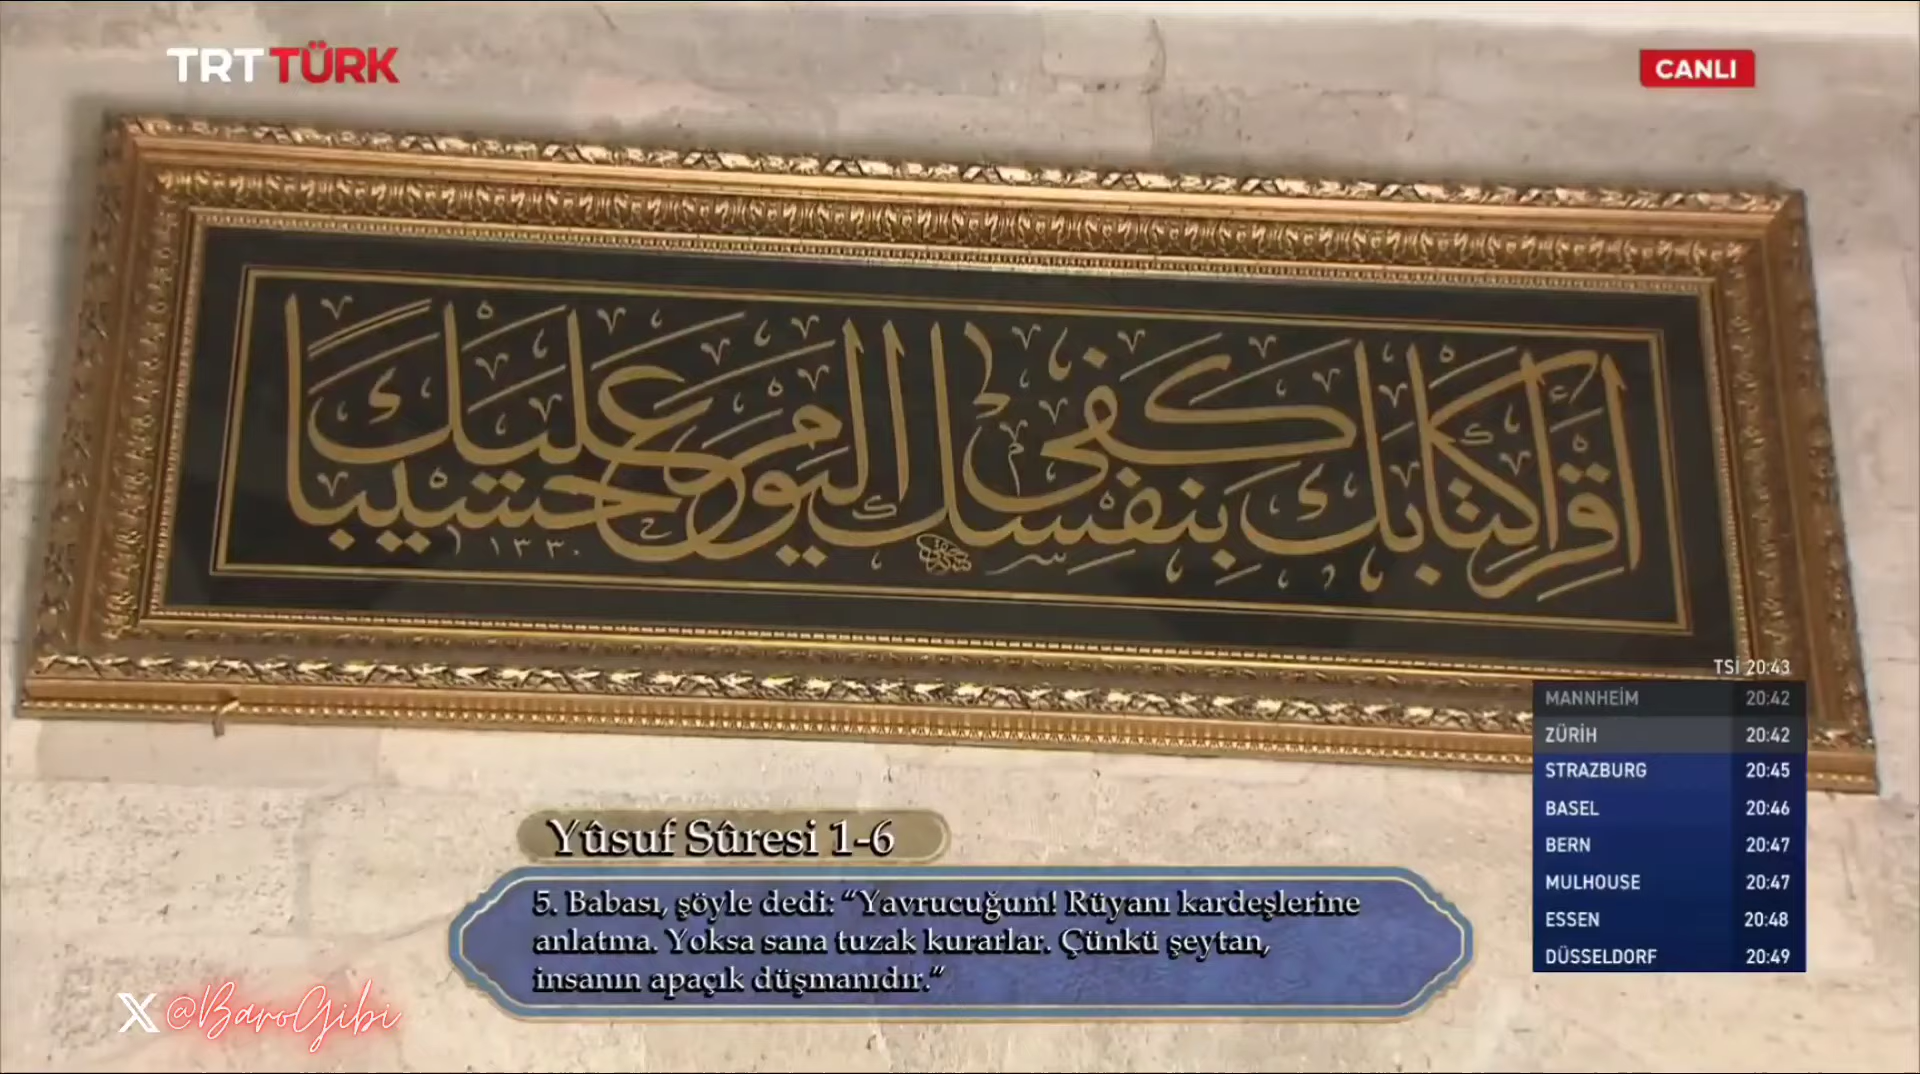 TRT TÜRK
CANLI
اقرأ كتابك كفى بنفسك اليوم عليك حسيبا
١٣٣٠
TSİ 20:43
MANNHEİM 20:42
ZÜRİH 20:42
STRAZBURG 20:45
BASEL 20:46
BERN 20:47
MULHOUSE 20:47
ESSEN 20:48
DÜSSELDORF 20:49
Yûsuf Sûresi 1-6
5. Babası, şöyle dedi: “Yavrucuğum! Rüyanı kardeşlerine
anlatma. Yoksa sana tuzak kurarlar. Çünkü şeytan,
insanın apaçık düşmanıdır.”
X @BaroGibi